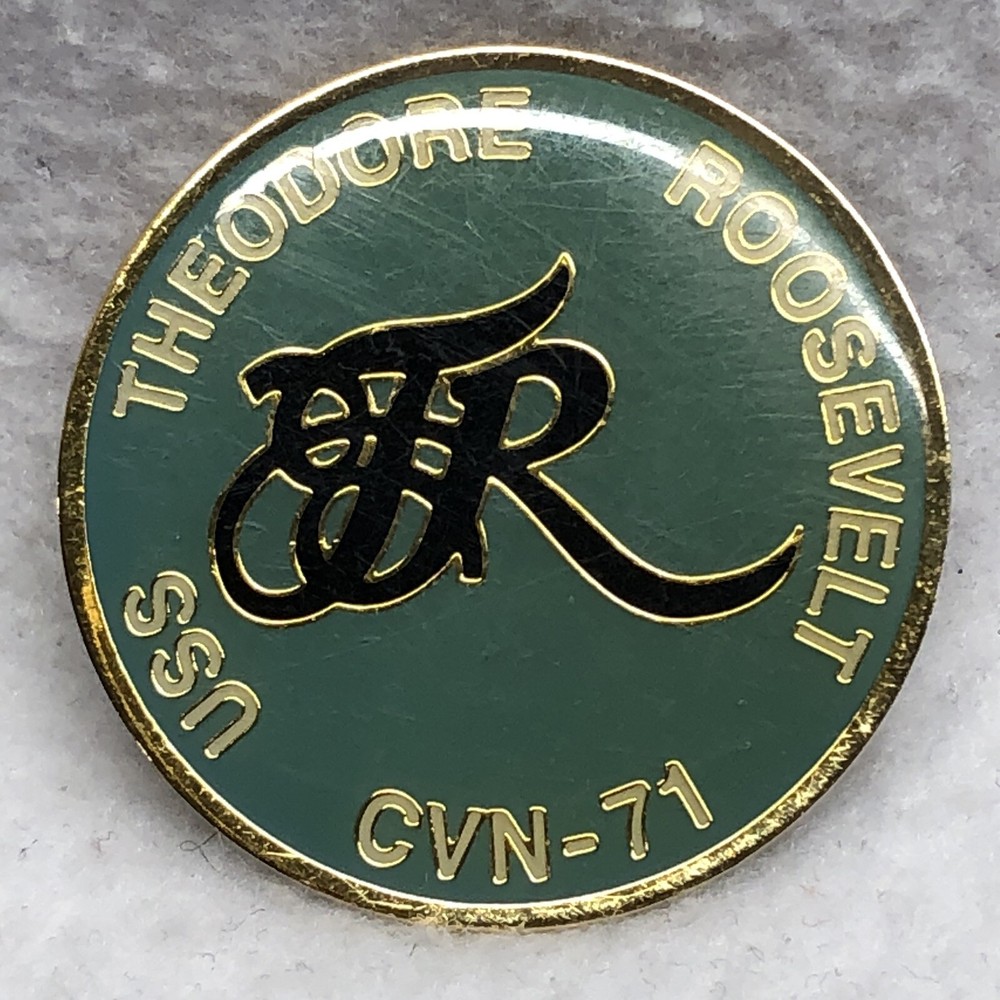 USS THEODORE ROOSEVELT
TR
CVN-71